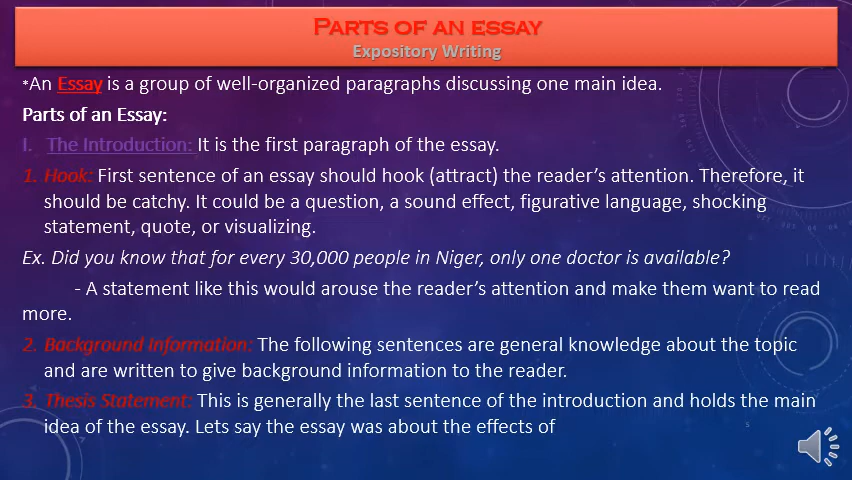 PARTS OF AN ESSAY
Expository Writing
*An Essay is a group of well-organized paragraphs discussing one main idea.
Parts of an Essay:
I. The Introduction: It is the first paragraph of the essay.
1. Hook: First sentence of an essay should hook (attract) the reader's attention. Therefore, it
should be catchy. It could be a question, a sound effect, figurative language, shocking
statement, quote, or visualizing.
Ex. Did you know that for every 30,000 people in Niger, only one doctor is available?
- A statement like this would arouse the reader's attention and make them want to read
more.
2. Background Information: The following sentences are general knowledge about the topic
and are written to give background information to the reader.
3. Thesis Statement: This is generally the last sentence of the introduction and holds the main
idea of the essay. Lets say the essay was about the effects of
5